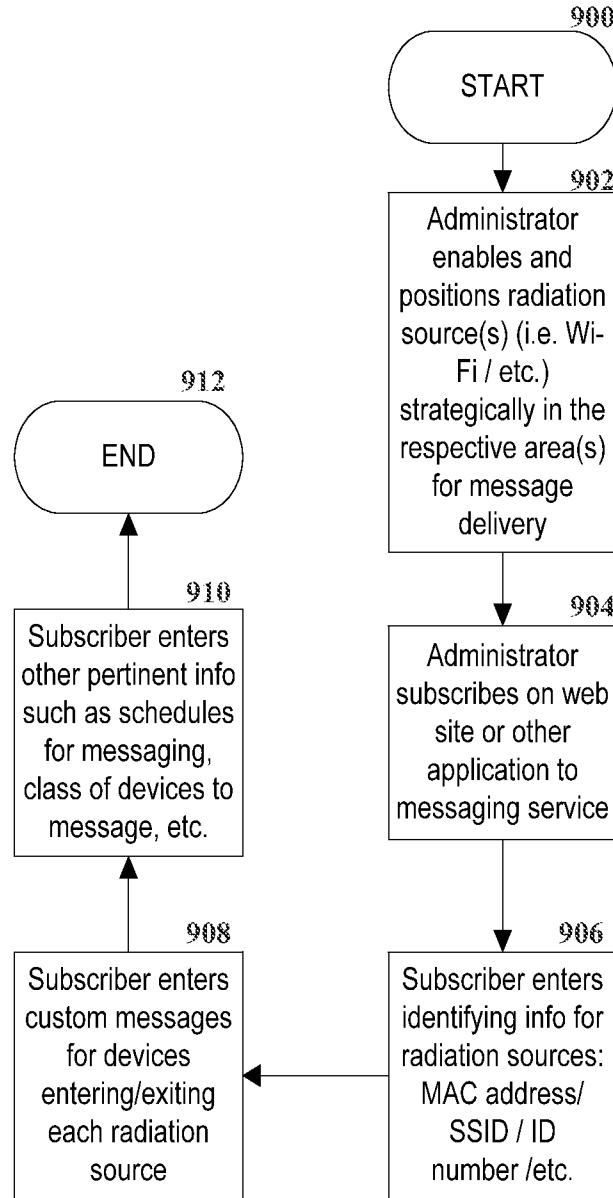 900
START
902
Administrator
enables and
positions radiation
source(s) (i.e. Wi-
Fi / etc.)
strategically in the
respective area(s)
for message
delivery
904
Administrator
subscribes on web
site or other
application to
messaging service
906
Subscriber enters
identifying info for
radiation sources:
MAC address/
SSID / ID
number /etc.
908
Subscriber enters
custom messages
for devices
entering/exiting
each radiation
source
910
Subscriber enters
other pertinent info
such as schedules
for messaging,
class of devices to
message, etc.
912
END